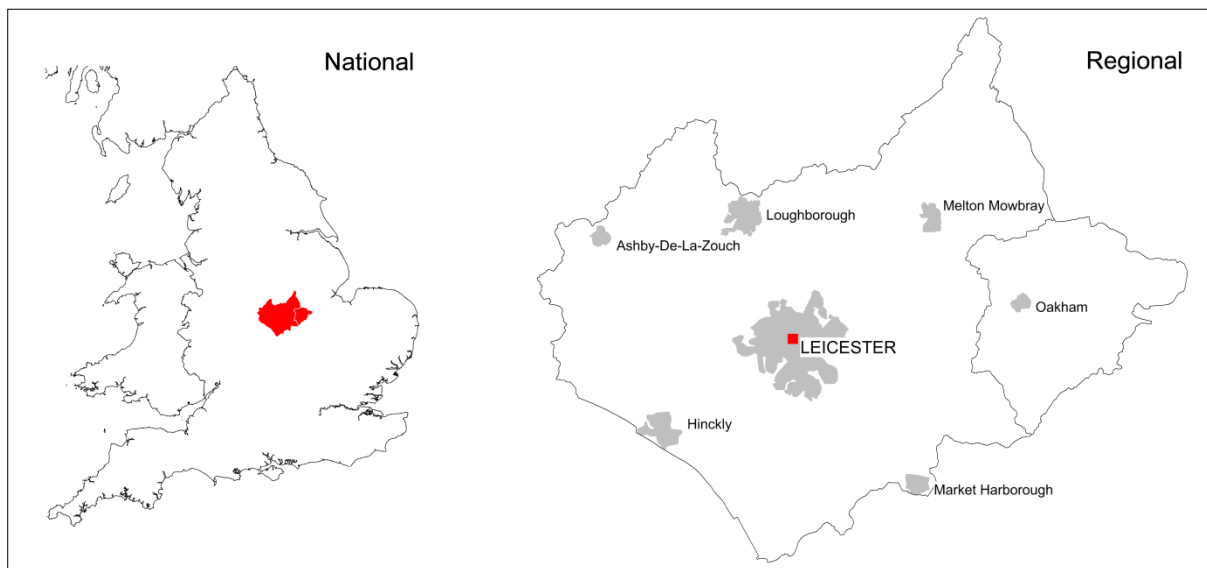 National
Regional
Loughborough
Melton Mowbray
Ashby-De-La-Zouch
Oakham
LEICESTER
Hinckly
Market Harborough